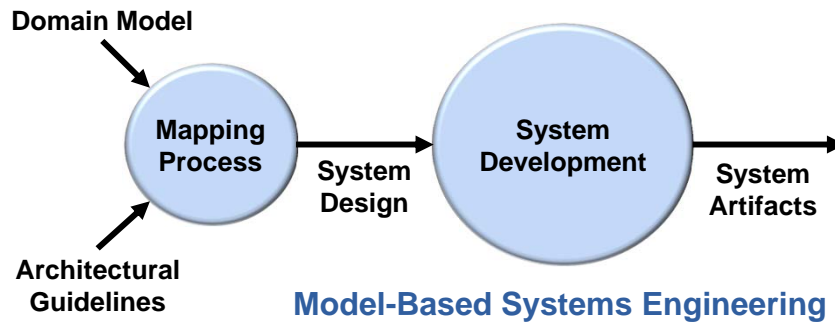 Domain Model
Mapping
Process
System
Design
Architectural
Guidelines
System
Development
System
Artifacts
Model-Based Systems Engineering